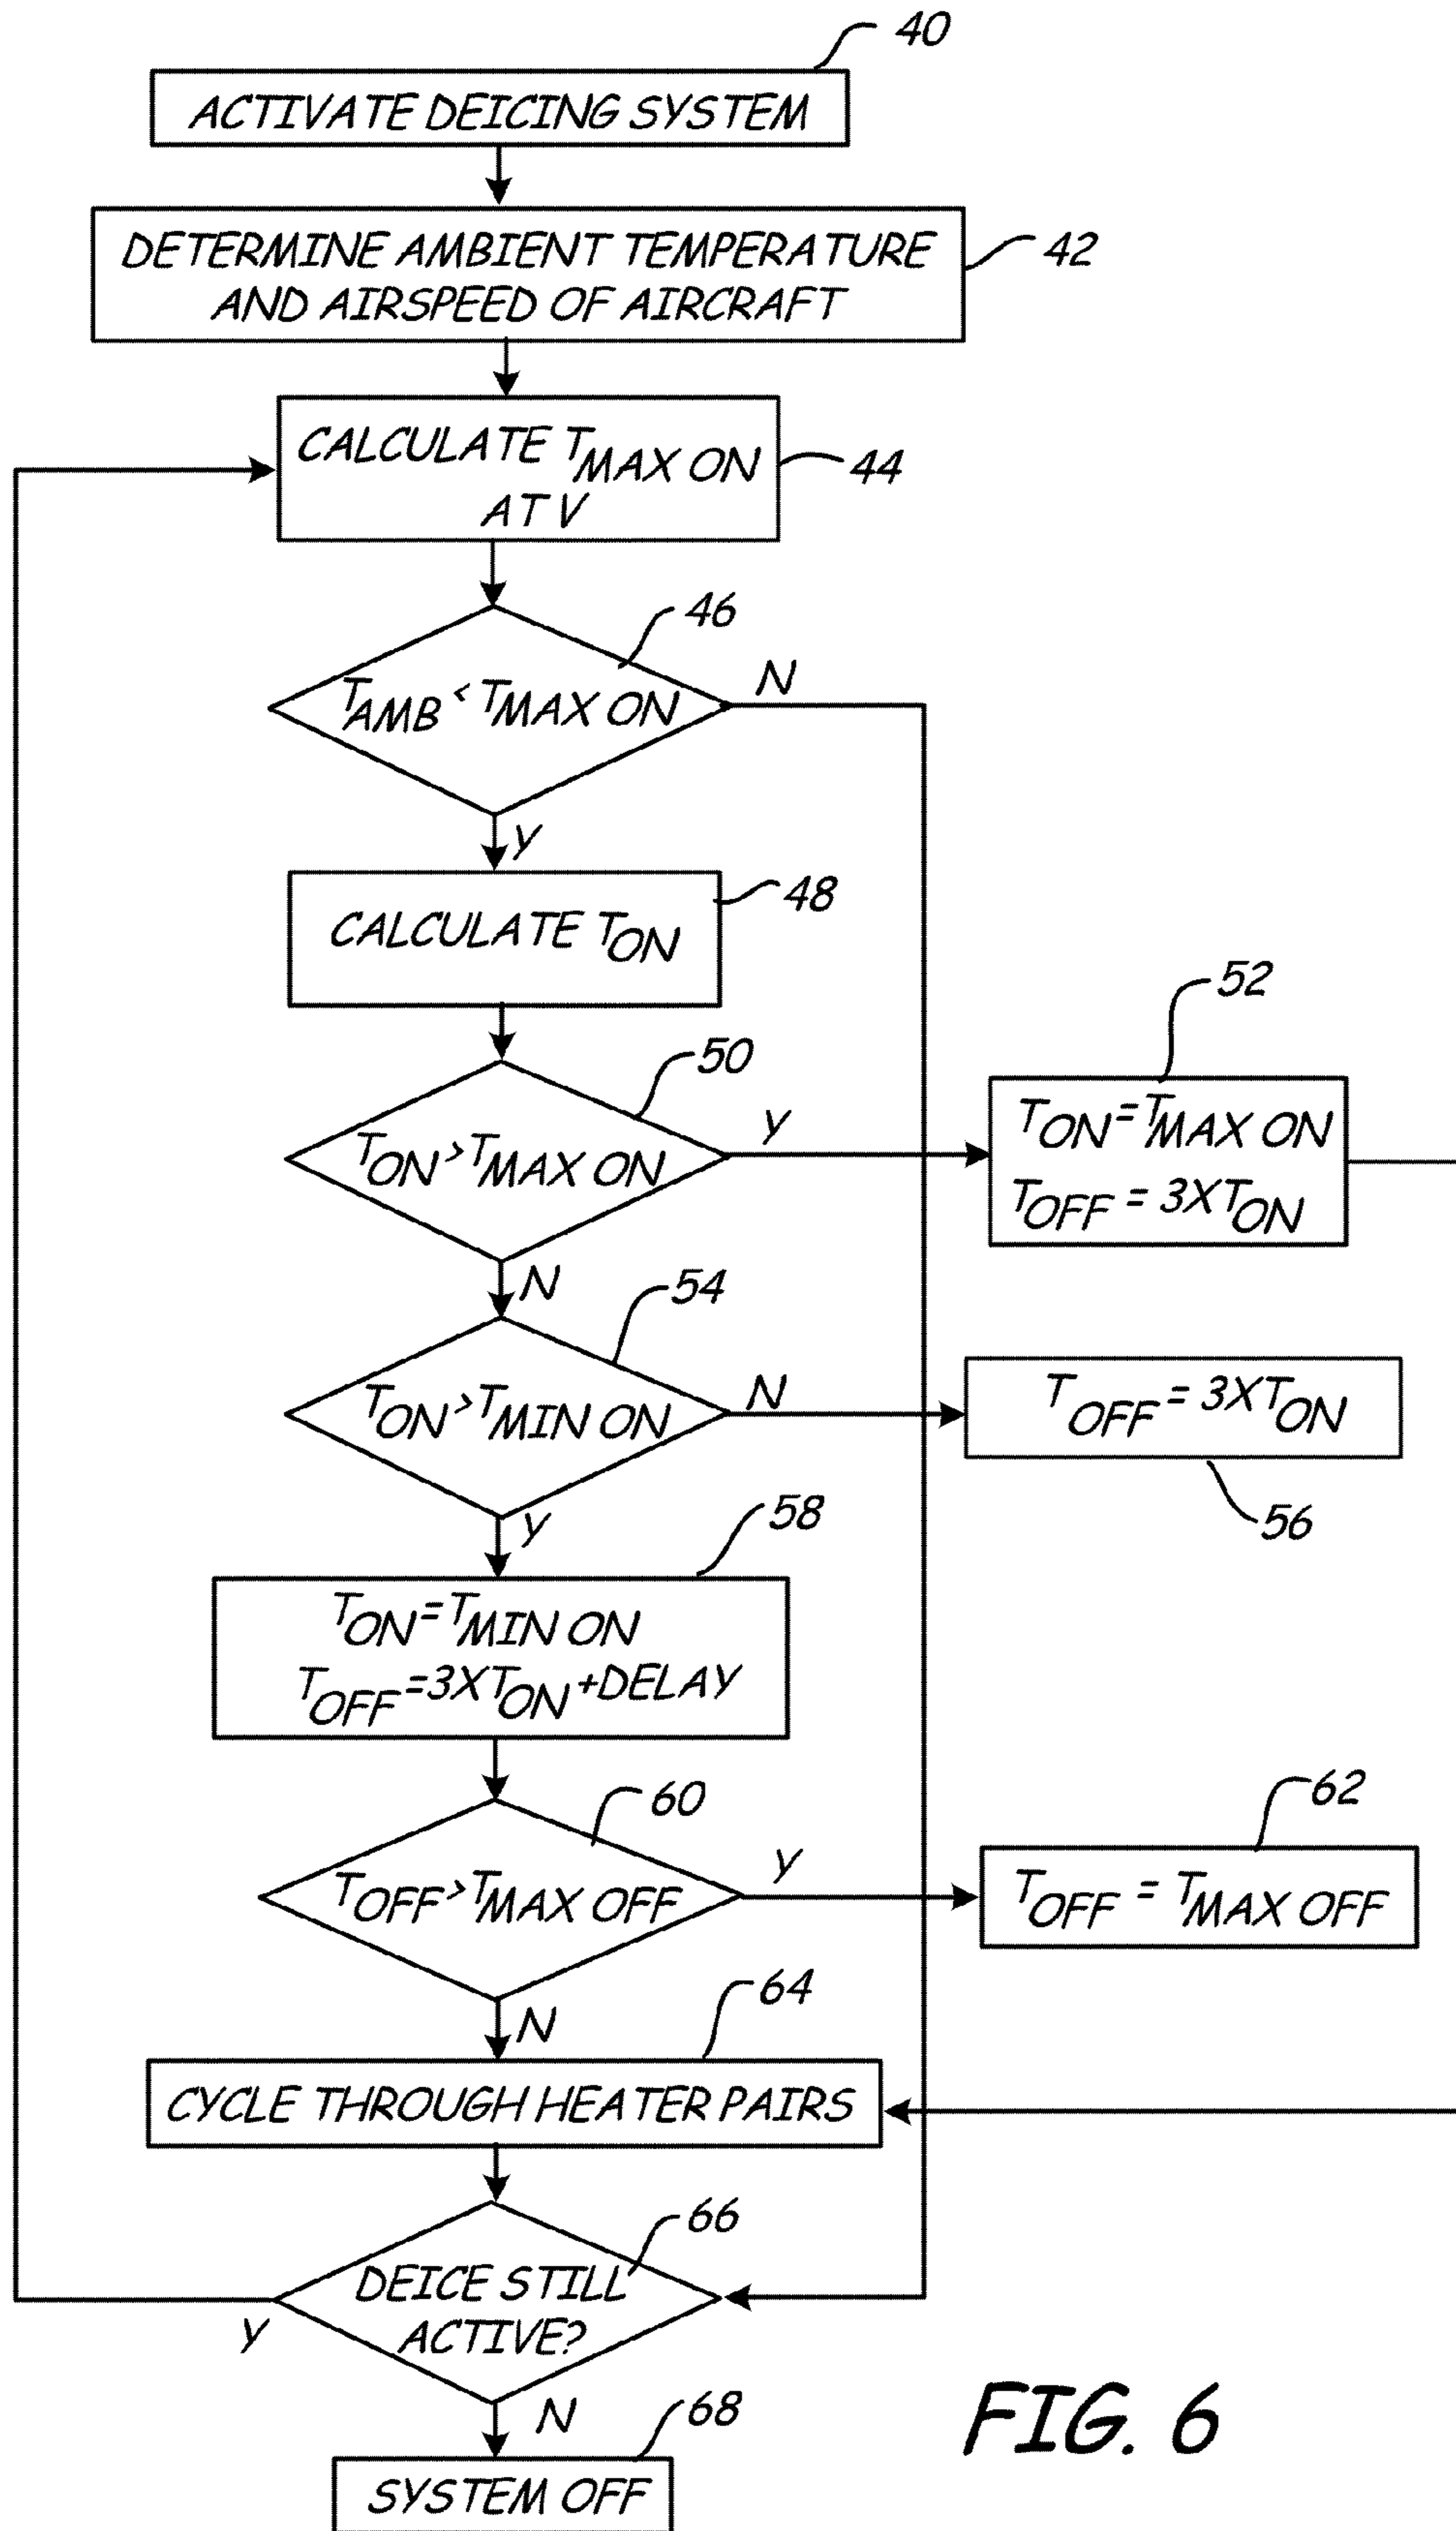 40
ACTIVATE DEICING SYSTEM
DETERMINE AMBIENT TEMPERATURE
AND AIRSPEED OF AIRCRAFT
42
CALCULATE TMAX ON
AT V
44
46
TAMB < TMAX ON
N
Y
CALCULATE TON
48
50
TON > TMAX ON
Y
N
52
TON = TMAX ON
TOFF = 3XTON
54
TON > TMIN ON
N
Y
TOFF = 3XTON
56
58
TON = TMIN ON
TOFF = 3XTON + DELAY
60
TOFF > TMAX OFF
Y
N
62
TOFF = TMAX OFF
64
CYCLE THROUGH HEATER PAIRS
66
DEICE STILL
ACTIVE?
Y
N
68
SYSTEM OFF
FIG. 6